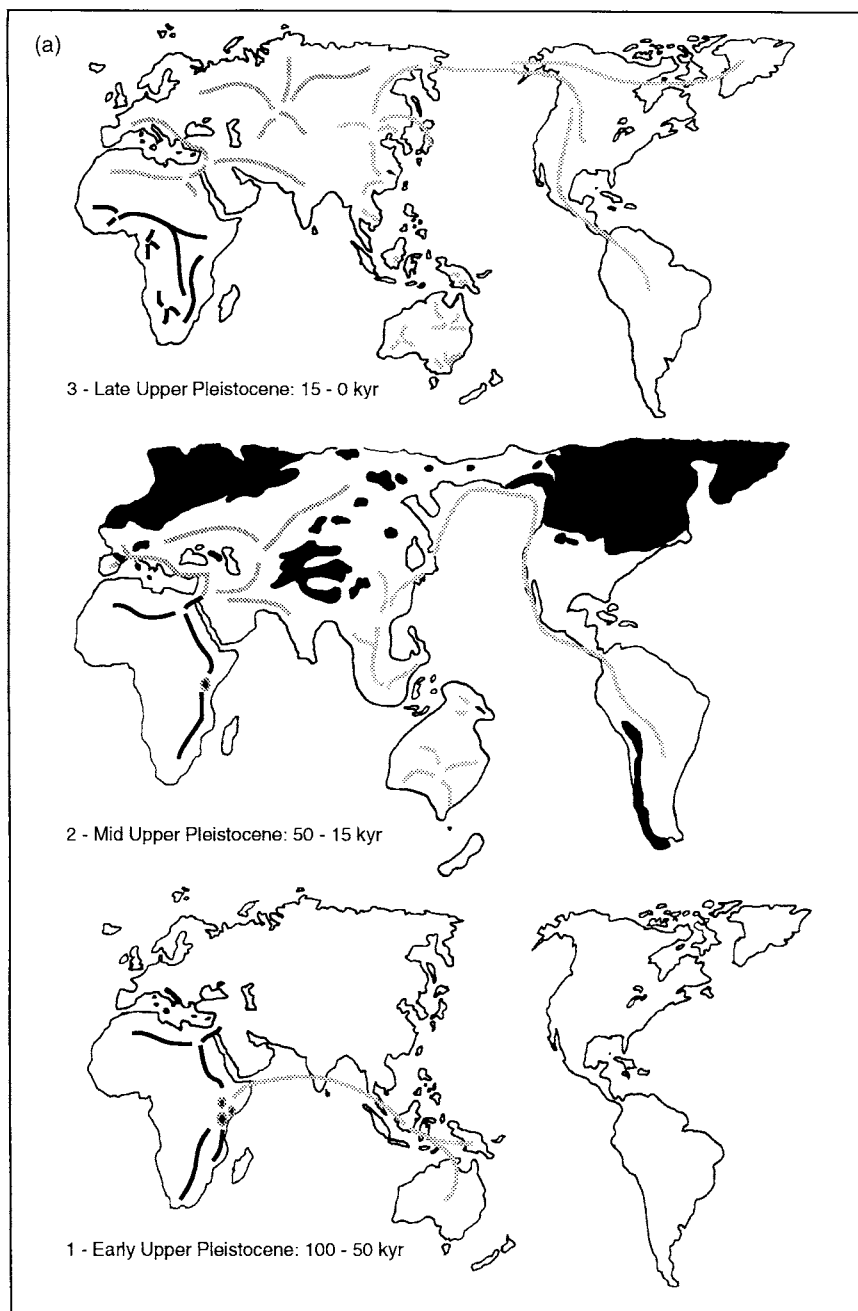 (a)
3 - Late Upper Pleistocene: 15 - 0 kyr
2 - Mid Upper Pleistocene: 50 - 15 kyr
1 - Early Upper Pleistocene: 100 - 50 kyr